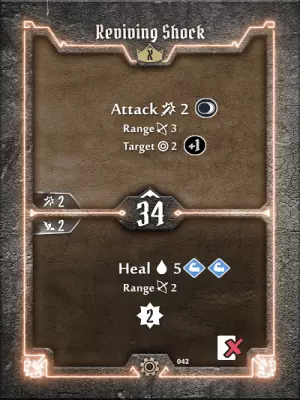 Reviving Shock
X
Attack 2
Range 3
Target 2 +1
2
34
2
Heal 5
Range 2
2
042